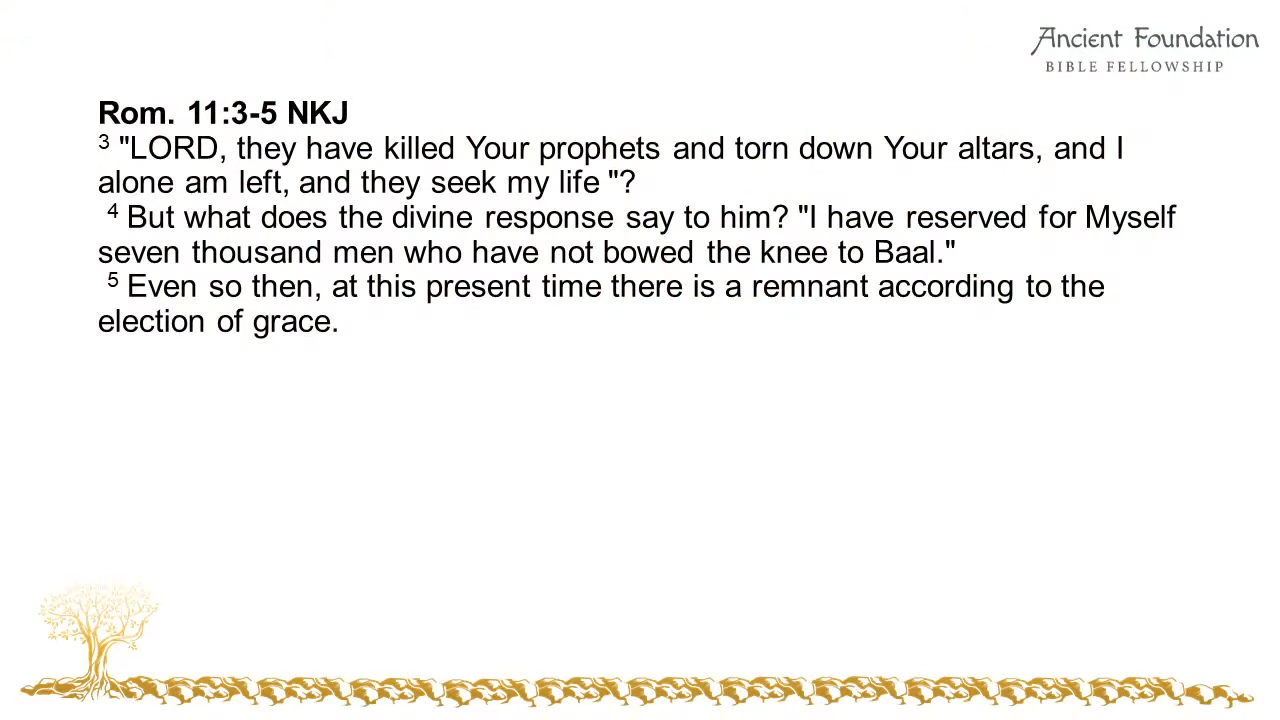 Ancient Foundation
BIBLE FELLOWSHIP
Rom. 11:3-5 NKJ
3 "LORD, they have killed Your prophets and torn down Your altars, and I
alone am left, and they seek my life "?
4 But what does the divine response say to him? "I have reserved for Myself
seven thousand men who have not bowed the knee to Baal."
5 Even so then, at this present time there is a remnant according to the
election of grace.